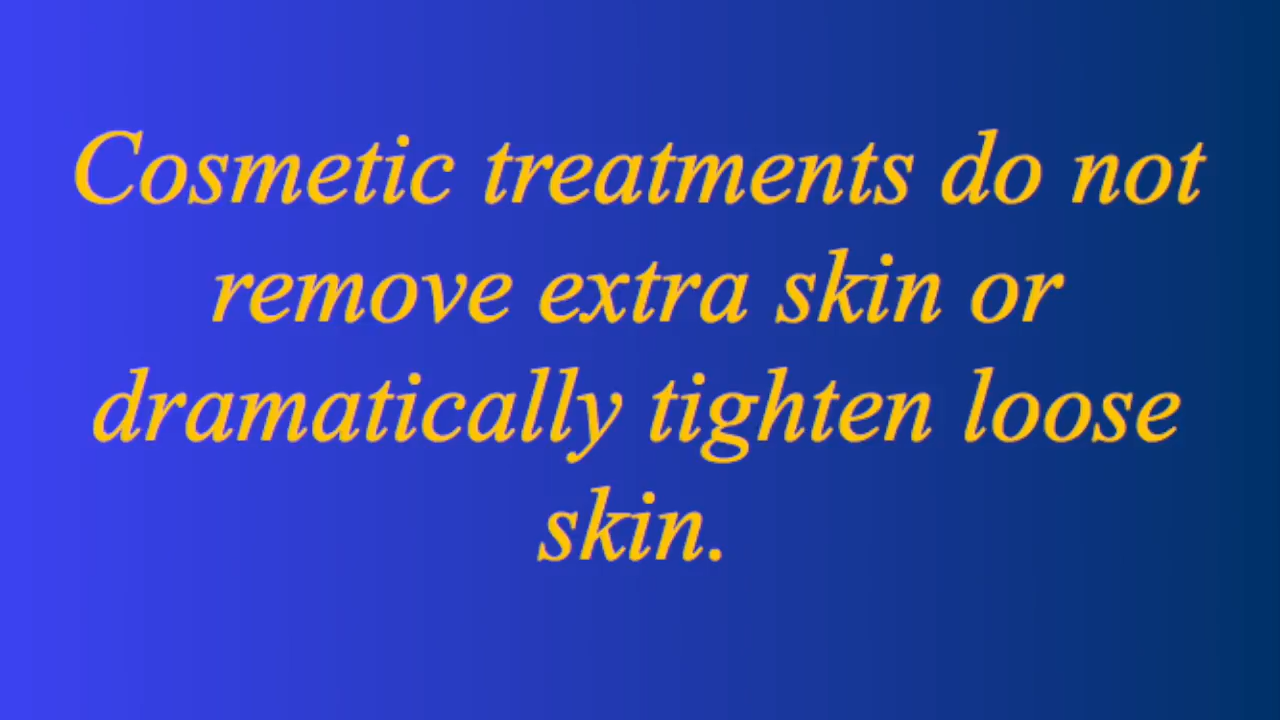 Cosmetic treatments do not
remove extra skin or
dramatically tighten loose
skin.